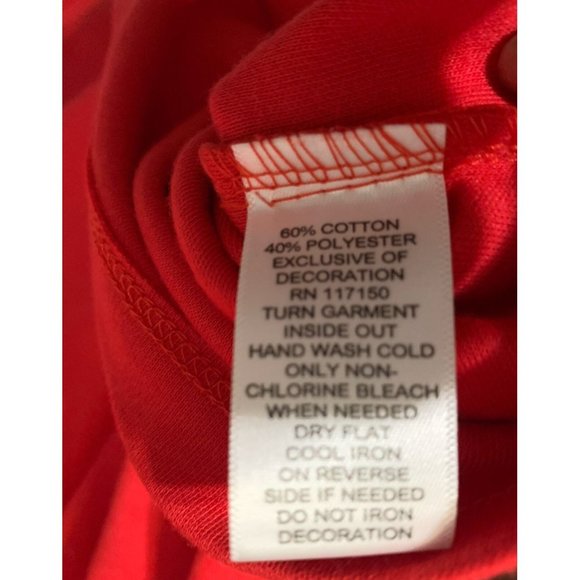 60% COTTON
40% POLYESTER
EXCLUSIVE OF
DECORATION
RN 117150
TURN GARMENT
INSIDE OUT
HAND WASH COLD
ONLY NON-
CHLORINE BLEACH
WHEN NEEDED
DRY FLAT
COOL IRON
ON REVERSE
SIDE IF NEEDED
DO NOT IRON
DECORATION